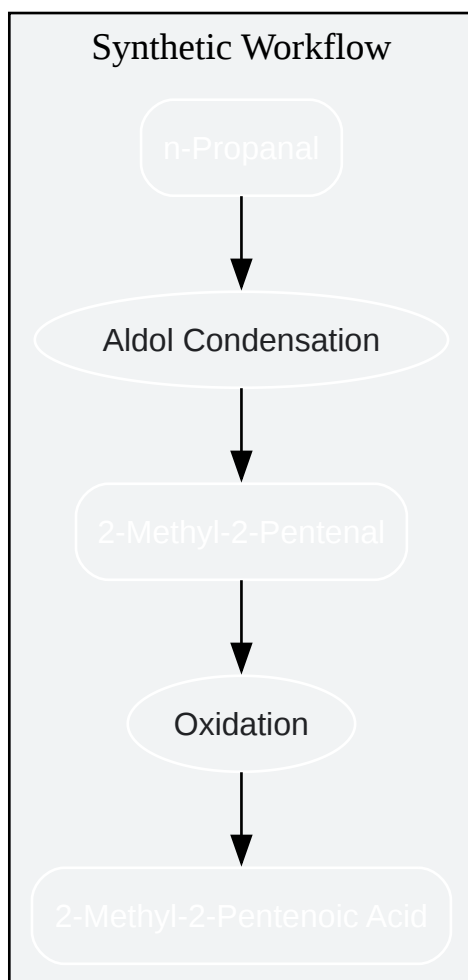 Synthetic Workflow
n-Propanal
Aldol Condensation
2-Methyl-2-Pentenal
Oxidation
2-Methyl-2-Pentenoic Acid